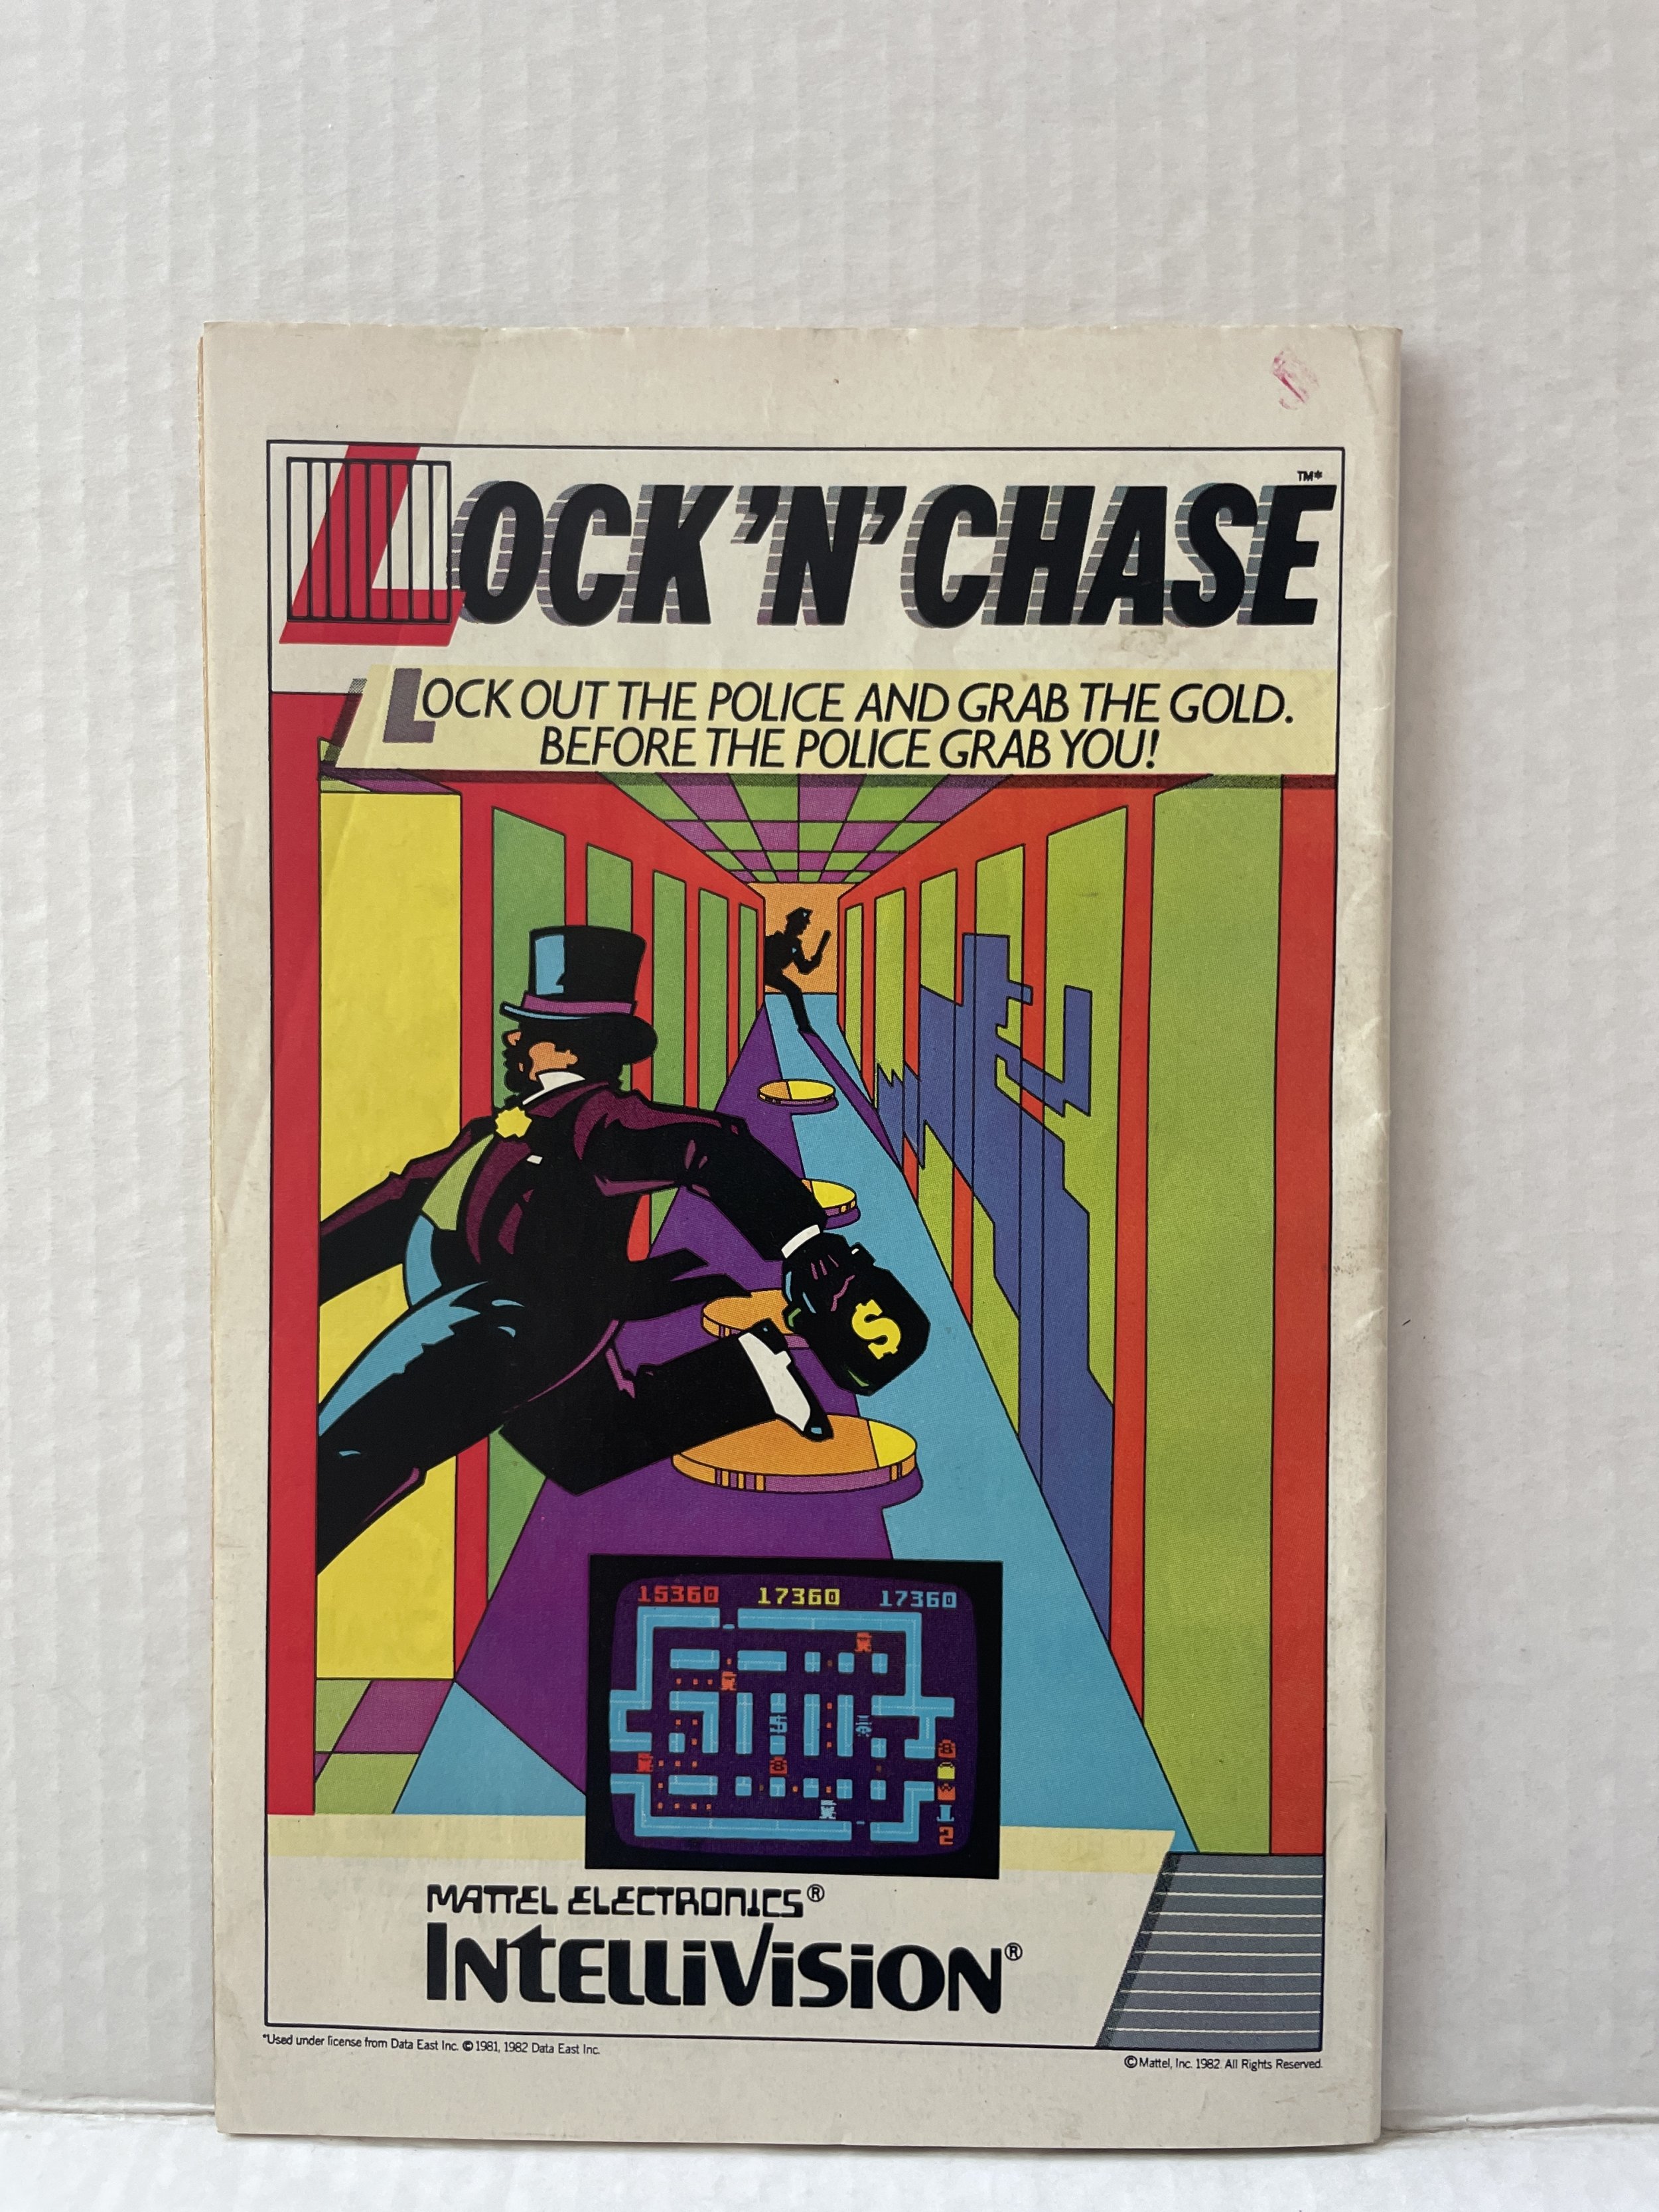 LOCK 'N' CHASE™*
LOCK OUT THE POLICE AND GRAB THE GOLD.
BEFORE THE POLICE GRAB YOU!
$
15360 17360 17360
2
MATTEL ELECTRONICS®
INTELLIVISION®
*Used under license from Data East Inc. © 1981, 1982 Data East Inc.
© Mattel, Inc. 1982. All Rights Reserved.